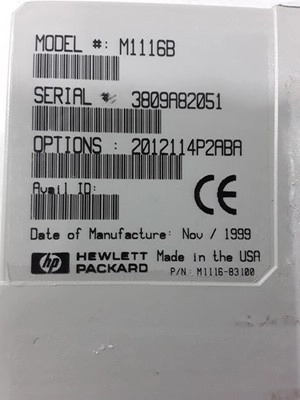 MODEL #: M1116B
SERIAL #: 3809A82051
OPTIONS : 2012114P2ABA
Avail ID:
CE
Date of Manufacture: Nov / 1999
hp HEWLETT PACKARD Made in the USA
P/N: M1116-83100